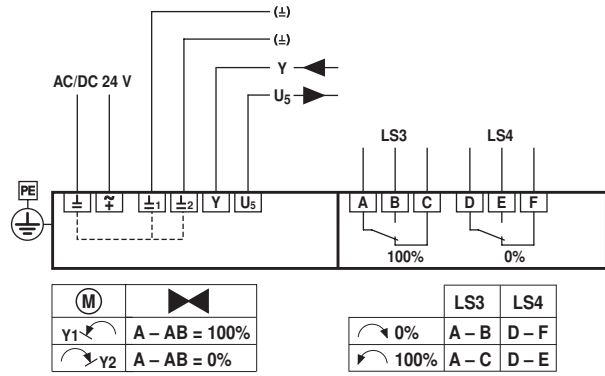 (⊥)
(⊥)
Y
AC/DC 24 V
U5
LS3 LS4
PE
⊥ ~+ ⊥1 ⊥2 Y U5 A B C D E F
100% 0%
M
Y1 A – AB = 100%
Y2 A – AB = 0%
LS3 LS4
0% A – B D – F
100% A – C D – E